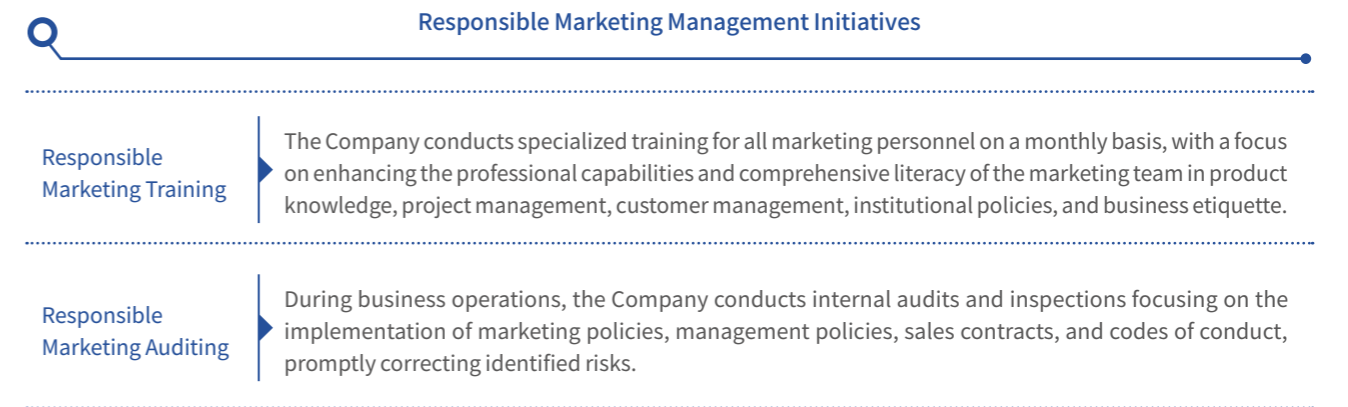 Responsible Marketing Management Initiatives
Responsible
Marketing Training
The Company conducts specialized training for all marketing personnel on a monthly basis, with a focus
on enhancing the professional capabilities and comprehensive literacy of the marketing team in product
knowledge, project management, customer management, institutional policies, and business etiquette.
Responsible
Marketing Auditing
During business operations, the Company conducts internal audits and inspections focusing on the
implementation of marketing policies, management policies, sales contracts, and codes of conduct,
promptly correcting identified risks.